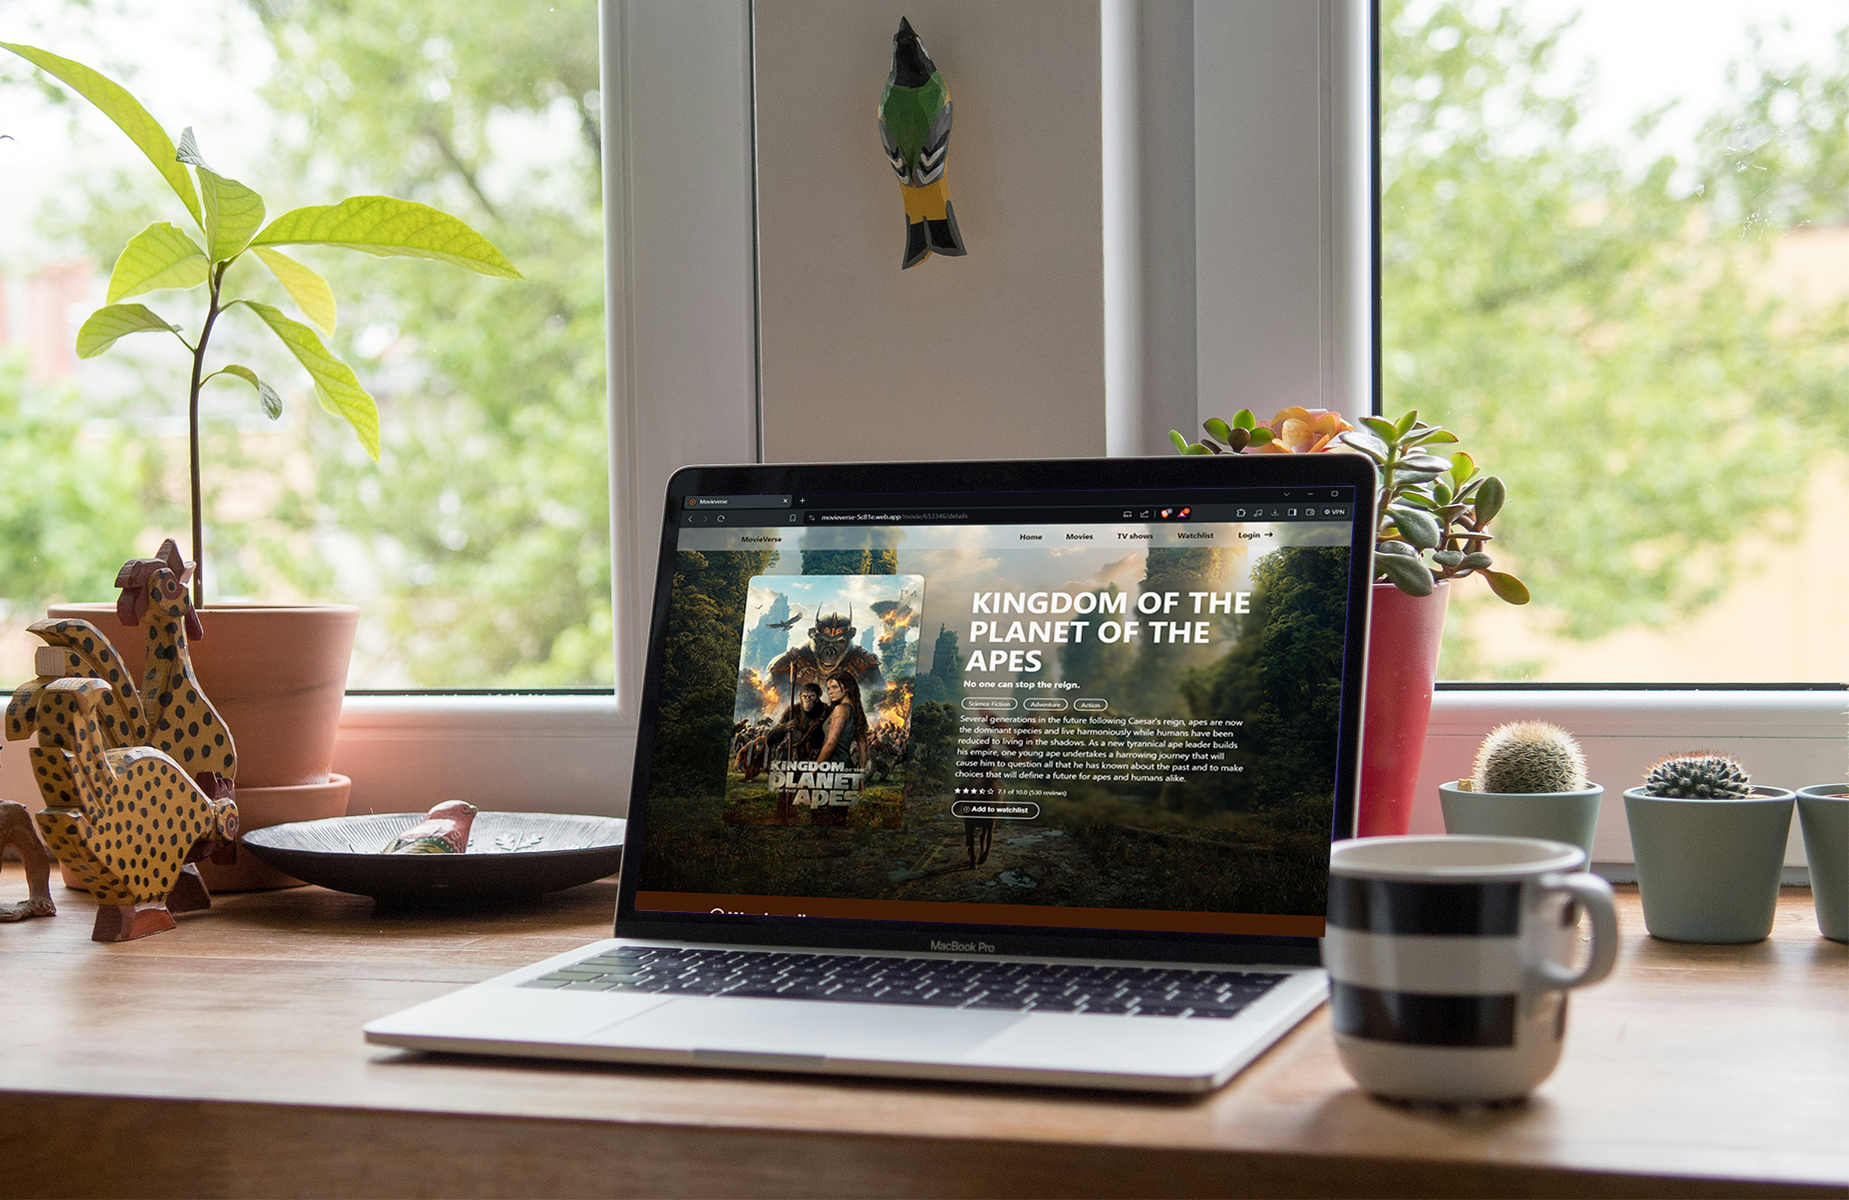 Movieverse
movieverse-5c81e.web.app/movie/653346/details
VPN
MovieVerse
Home Movies TV shows Watchlist Login →
KINGDOM OF THE
PLANET OF THE
APES
No one can stop the reign.
Science Fiction Adventure Action
Several generations in the future following Caesar's reign, apes are now
the dominant species and live harmoniously while humans have been
reduced to living in the shadows. As a new tyrannical ape leader builds
his empire, one young ape undertakes a harrowing journey that will
cause him to question all that he has known about the past and to make
choices that will define a future for apes and humans alike.
7.1 of 10.0 (530 reviews)
Add to watchlist
KINGDOM OF THE
PLANET
OF THE APES
MacBook Pro